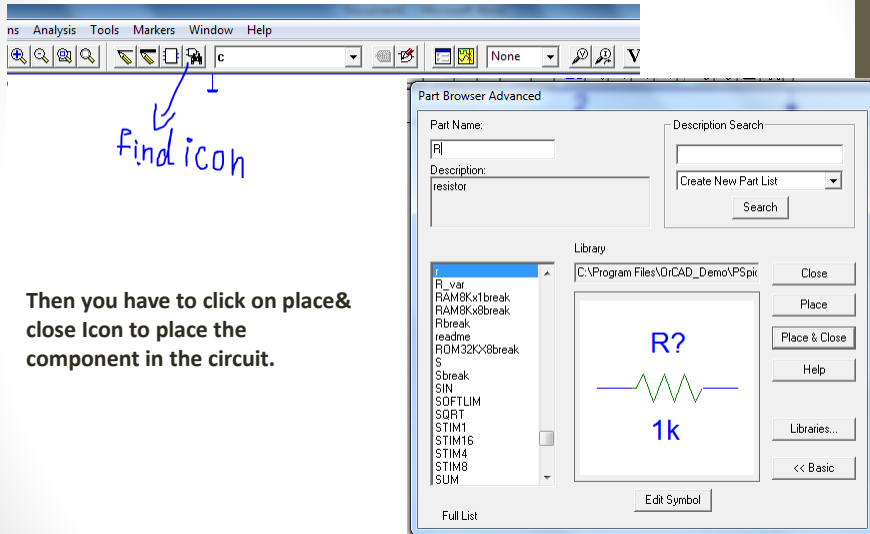 ns Analysis Tools Markers Window Help
c None V
Find icon
Then you have to click on place&
close Icon to place the
component in the circuit.
Part Browser Advanced
Part Name:
R
Description:
resistor
Description Search
Create New Part List
Search
Library
C:\Program Files\OrCAD_Demo\PSpic
r
R_var
RAM8Kx1break
RAM8Kx8break
Rbreak
readme
ROM32KX8break
S
Sbreak
SIN
SOFTLIM
SQRT
STIM1
STIM16
STIM4
STIM8
SUM
Full List
R?
1k
Edit Symbol
Close
Place
Place & Close
Help
Libraries...
<< Basic